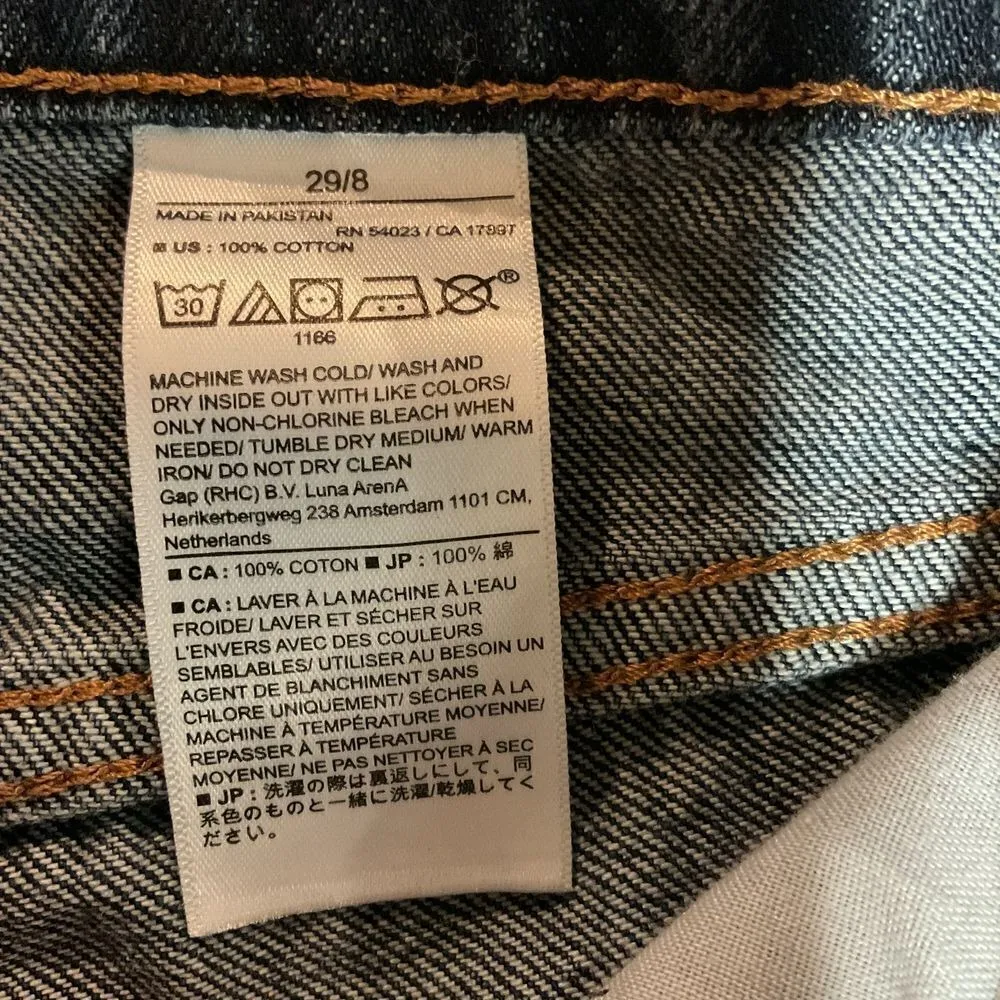 29/8
MADE IN PAKISTAN
RN 54023 / CA 17897
■ US : 100% COTTON
30
®
1166
MACHINE WASH COLD/ WASH AND
DRY INSIDE OUT WITH LIKE COLORS/
ONLY NON-CHLORINE BLEACH WHEN
NEEDED/ TUMBLE DRY MEDIUM/ WARM
IRON/ DO NOT DRY CLEAN
Gap (RHC) B.V. Luna ArenA
Herikerbergweg 238 Amsterdam 1101 CM,
Netherlands
■ CA : 100% COTON ■ JP : 100% 綿
■ CA : LAVER À LA MACHINE À L'EAU
FROIDE/ LAVER ET SÉCHER SUR
L'ENVERS AVEC DES COULEURS
SEMBLABLES/ UTILISER AU BESOIN UN
AGENT DE BLANCHIMENT SANS
CHLORE UNIQUEMENT/ SÉCHER À LA
MACHINE À TEMPÉRATURE MOYENNE/
REPASSER À TEMPÉRATURE
MOYENNE/ NE PAS NETTOYER À SEC
■ JP : 洗濯の際は裏返しにして、同
系色のものと一緒に洗濯/乾燥してく
ださい。